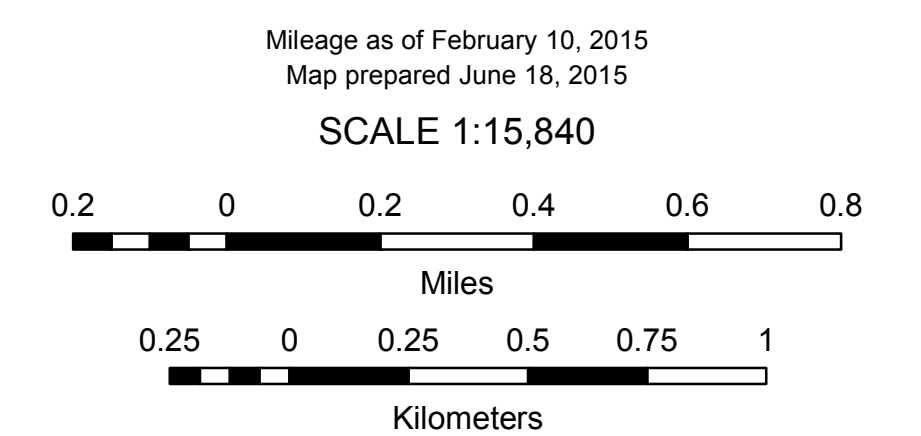 Mileage as of February 10, 2015
Map prepared June 18, 2015
SCALE 1:15,840
0.2 0 0.2 0.4 0.6 0.8
Miles
0.25 0 0.25 0.5 0.75 1
Kilometers